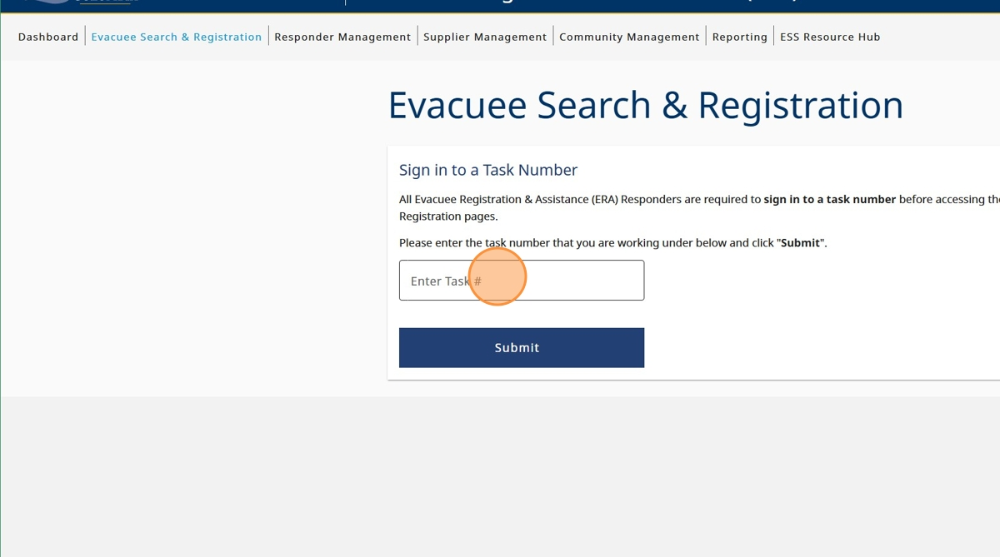 Dashboard
Evacuee Search & Registration
Responder Management
Supplier Management
Community Management
Reporting
ESS Resource Hub
Evacuee Search & Registration
Sign in to a Task Number
All Evacuee Registration & Assistance (ERA) Responders are required to sign in to a task number before accessing the
Registration pages.
Please enter the task number that you are working under below and click "Submit".
Enter Task #
Submit